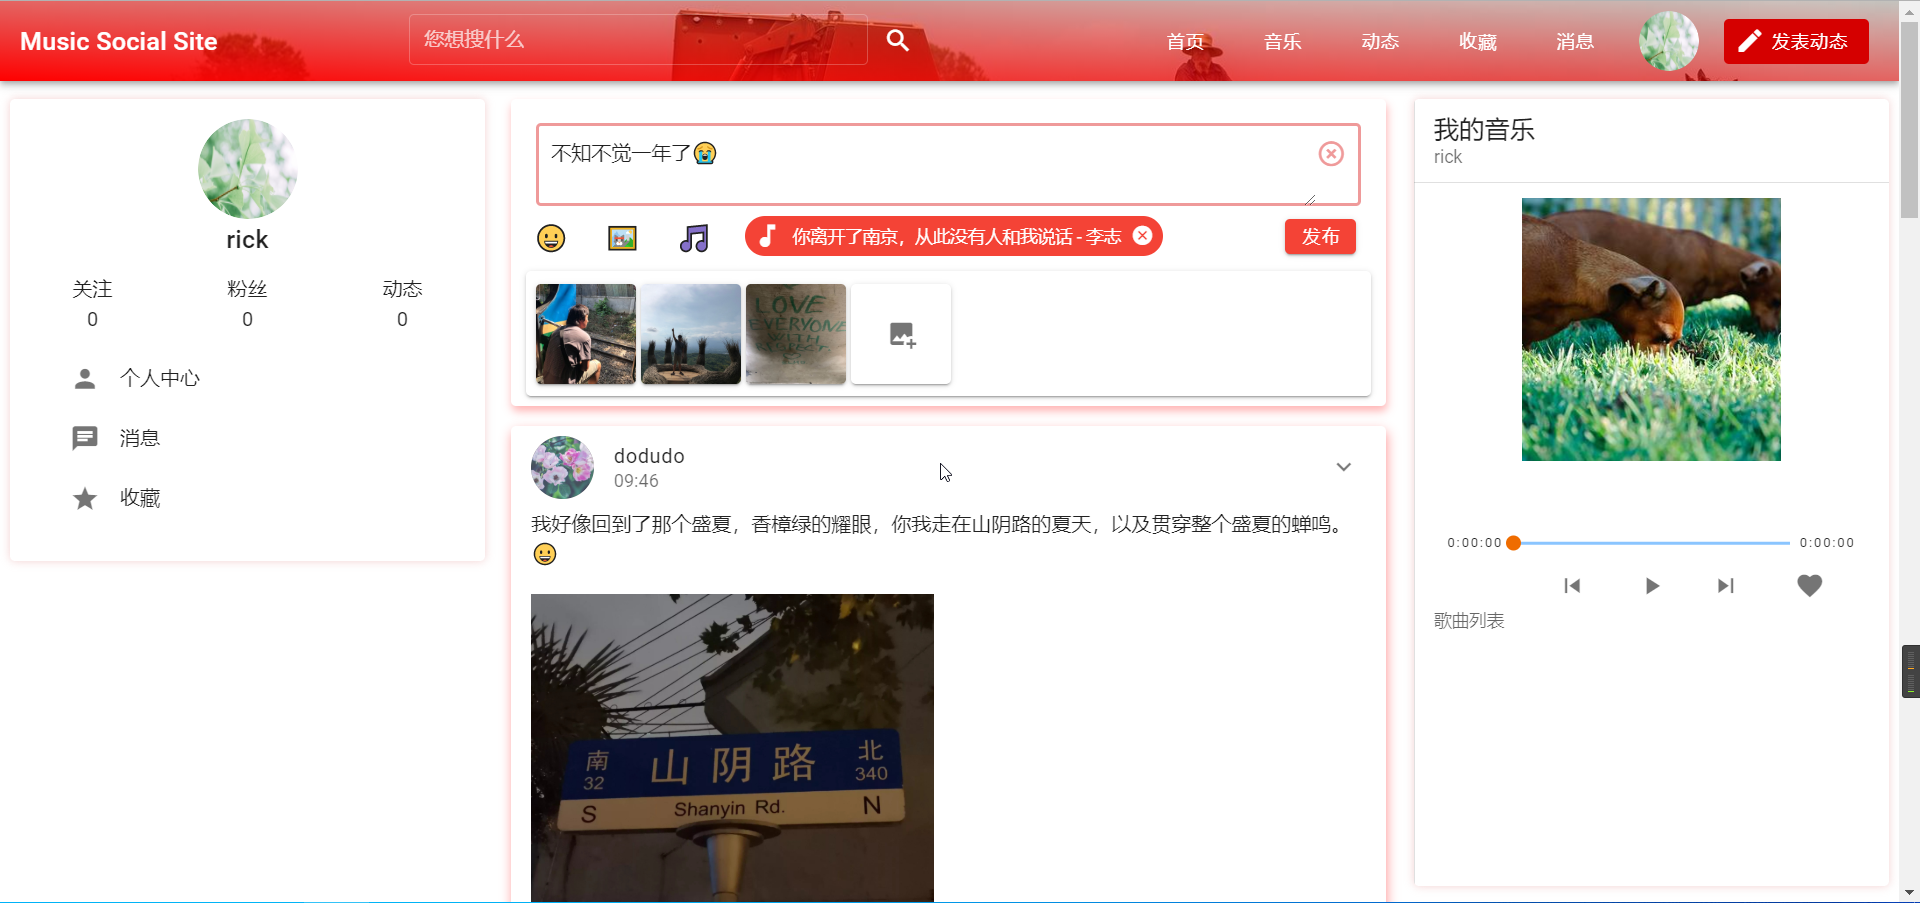 Music Social Site
您想搜什么
首页
音乐
动态
收藏
消息
发表动态
rick
关注
粉丝
动态
0
0
0
个人中心
消息
收藏
不知不觉一年了😭
你离开了南京，从此没有人和我说话 - 李志
发布
LOVE
EVERYONE
WITH
RESPECT
dodudo
09:46
我好像回到了那个盛夏，香樟绿的耀眼，你我走在山阴路的夏天，以及贯穿整个盛夏的蝉鸣。
😀
南
32
山阴路
北
340
S
Shanyin Rd.
N
我的音乐
rick
0:00:00
0:00:00
歌曲列表